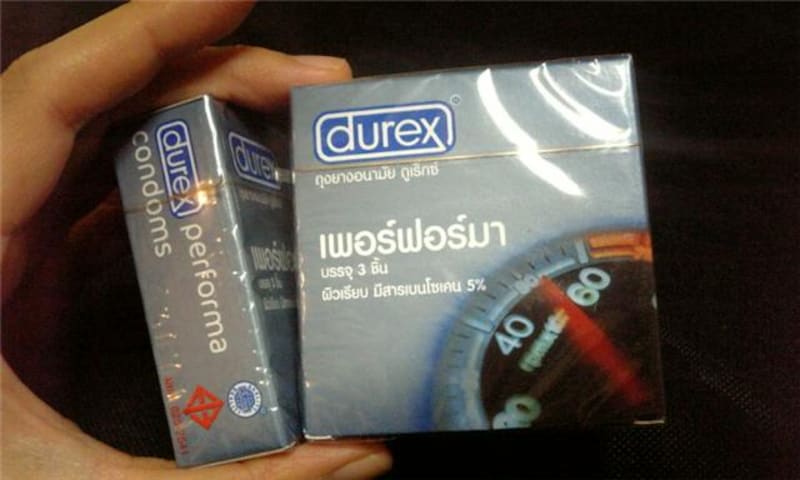 durex
ถุงยางอนามัย ดูเร็กซ์
เพอร์ฟอร์มา
บรรจุ 3 ชิ้น
ผิวเรียบ มีสารเบนโซเคน 5%
40
60
durex performa
condoms
durex